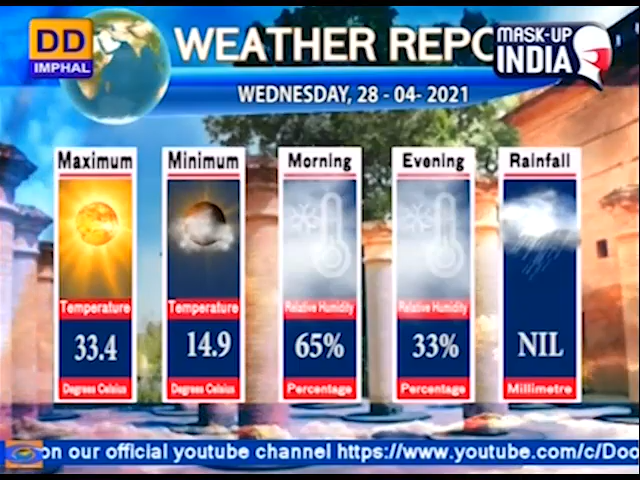 DD
IMPHAL
WEATHER REPO
MASK-UP
INDIA
WEDNESDAY, 28 - 04- 2021
Maximum
Temperature
33.4
Degrees Celsius
Minimum
Temperature
14.9
Degrees Celsius
Morning
Relative Humidity
65%
Percentage
Evening
Relative Humidity
33%
Percentage
Rainfall
NIL
Millimetre
on our official youtube channel https://www.youtube.com/c/Doo